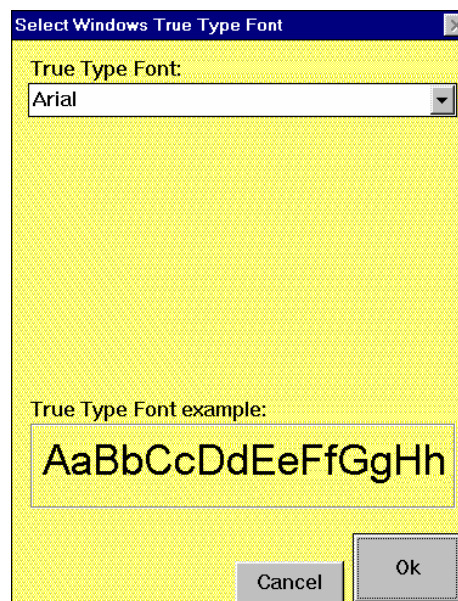 Select Windows True Type Font
True Type Font:
Arial
True Type Font example:
AaBbCcDdEeFfGgHh
Cancel
Ok